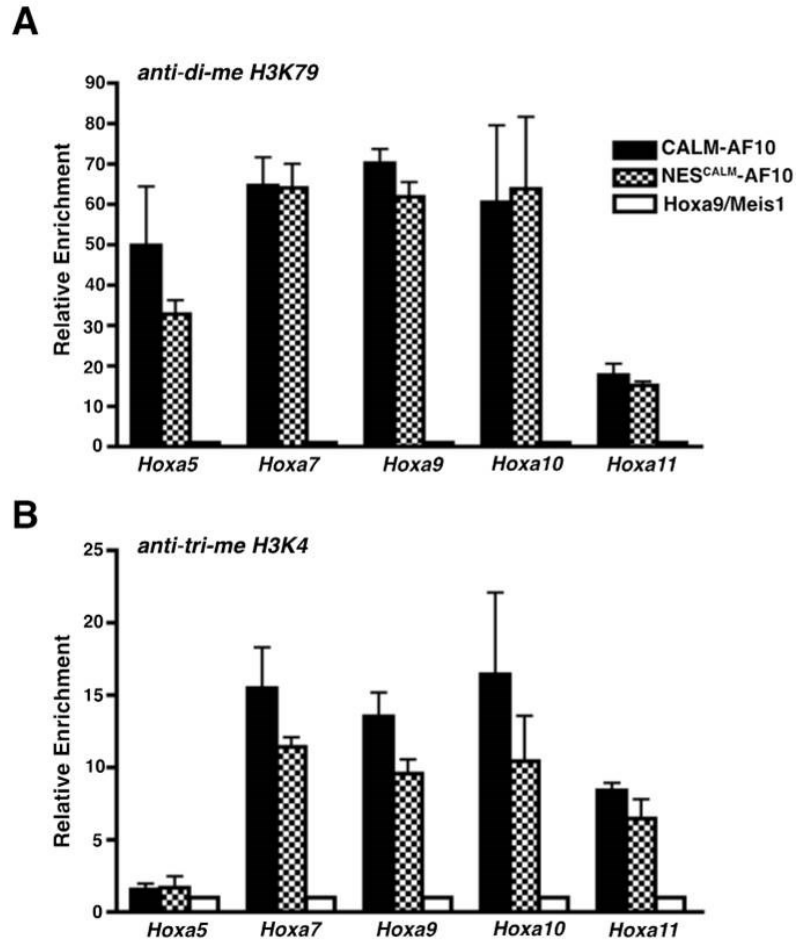 A
anti-di-me H3K79
90
80
70
60
50
40
30
20
10
0
Relative Enrichment
CALM-AF10
NESCALM-AF10
Hoxa9/Meis1
Hoxa5 Hoxa7 Hoxa9 Hoxa10 Hoxa11
B
anti-tri-me H3K4
25
20
15
10
5
0
Relative Enrichment
Hoxa5 Hoxa7 Hoxa9 Hoxa10 Hoxa11